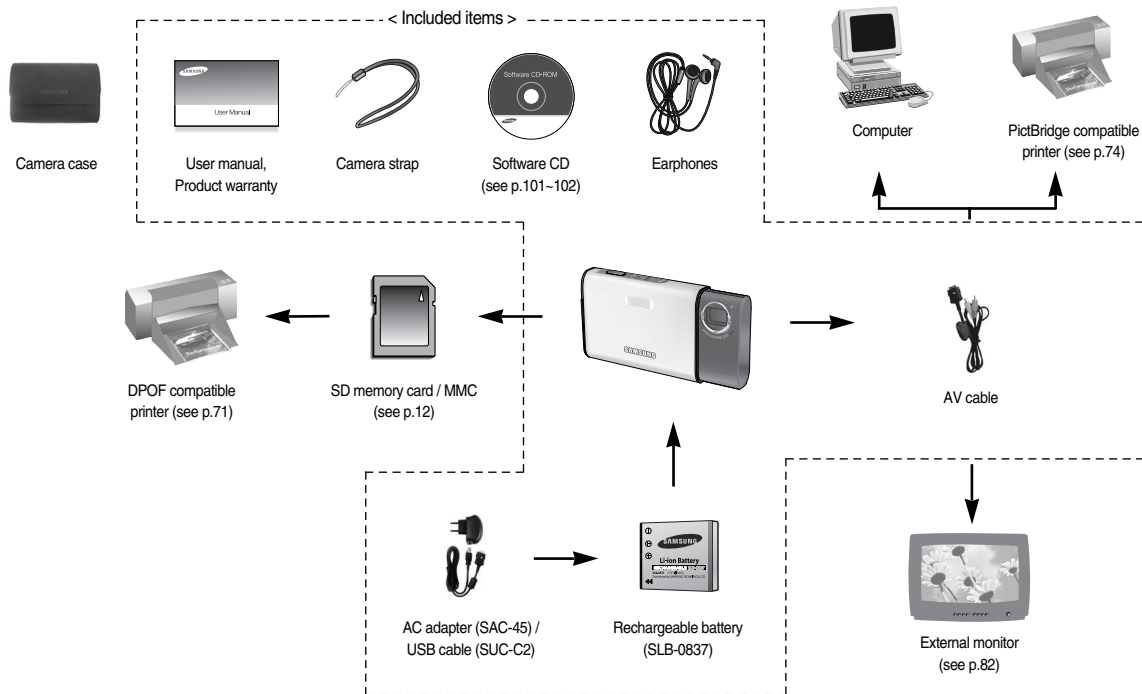 < Included items >
SAMSUNG
Camera case
SAMSUNG
User Manual
User manual,
Product warranty
Camera strap
Software CD-ROM
Software CD
(see p.101~102)
Earphones
Computer
PictBridge compatible
printer (see p.74)
DPOF compatible
printer (see p.71)
SD memory card / MMC
(see p.12)
SAMSUNG
AV cable
AC adapter (SAC-45) /
USB cable (SUC-C2)
SAMSUNG
Li-ion Battery
Rechargeable battery
(SLB-0837)
External monitor
(see p.82)